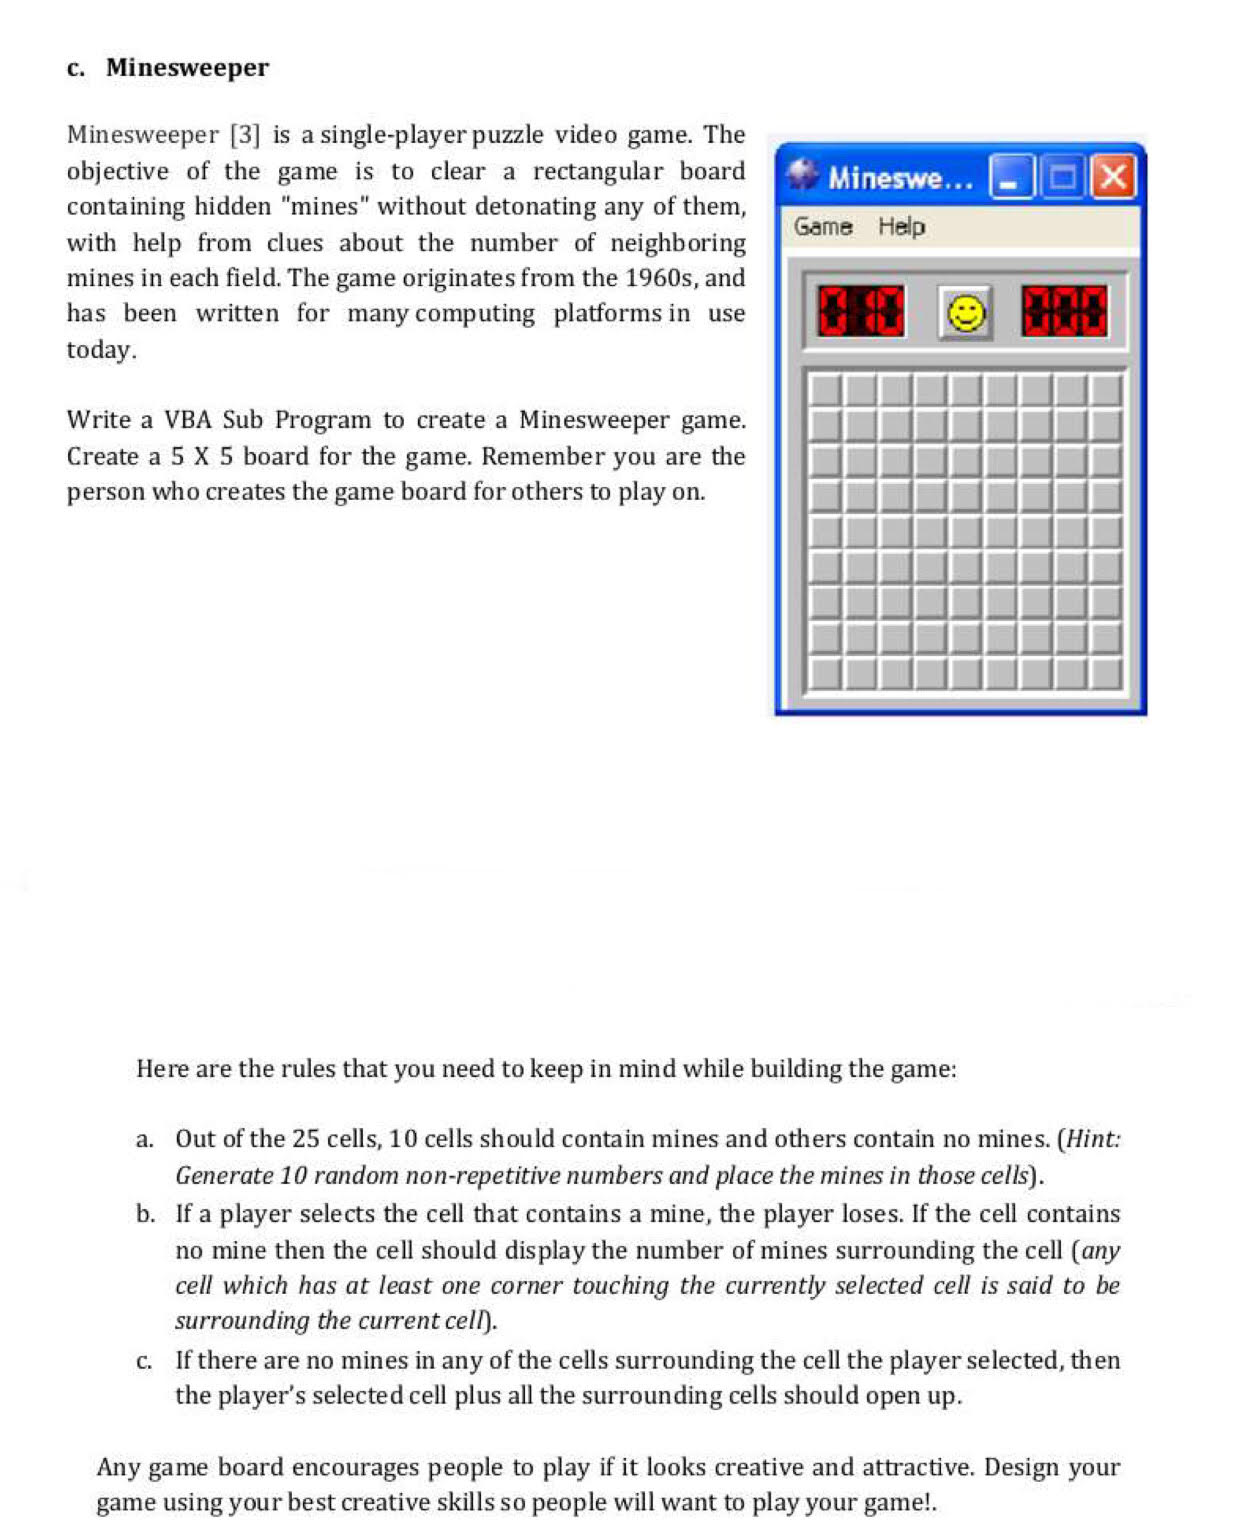 c. Minesweeper
Minesweeper [3] is a single-player puzzle video game. The
objective of the game is to clear a rectangular board
containing hidden "mines" without detonating any of them,
with help from clues about the number of neighboring
mines in each field. The game originates from the 1960s, and
has been written for many computing platforms in use
today.
Write a VBA Sub Program to create a Minesweeper game.
Create a 5 X 5 board for the game. Remember you are the
person who creates the game board for others to play on.
Mineswe...
Game Help
Here are the rules that you need to keep in mind while building the game:
a. Out of the 25 cells, 10 cells should contain mines and others contain no mines. (Hint:
Generate 10 random non-repetitive numbers and place the mines in those cells).
b. If a player selects the cell that contains a mine, the player loses. If the cell contains
no mine then the cell should display the number of mines surrounding the cell (any
cell which has at least one corner touching the currently selected cell is said to be
surrounding the current cell).
c. If there are no mines in any of the cells surrounding the cell the player selected, then
the player's selected cell plus all the surrounding cells should open up.
Any game board encourages people to play if it looks creative and attractive. Design your
game using your best creative skills so people will want to play your game!.